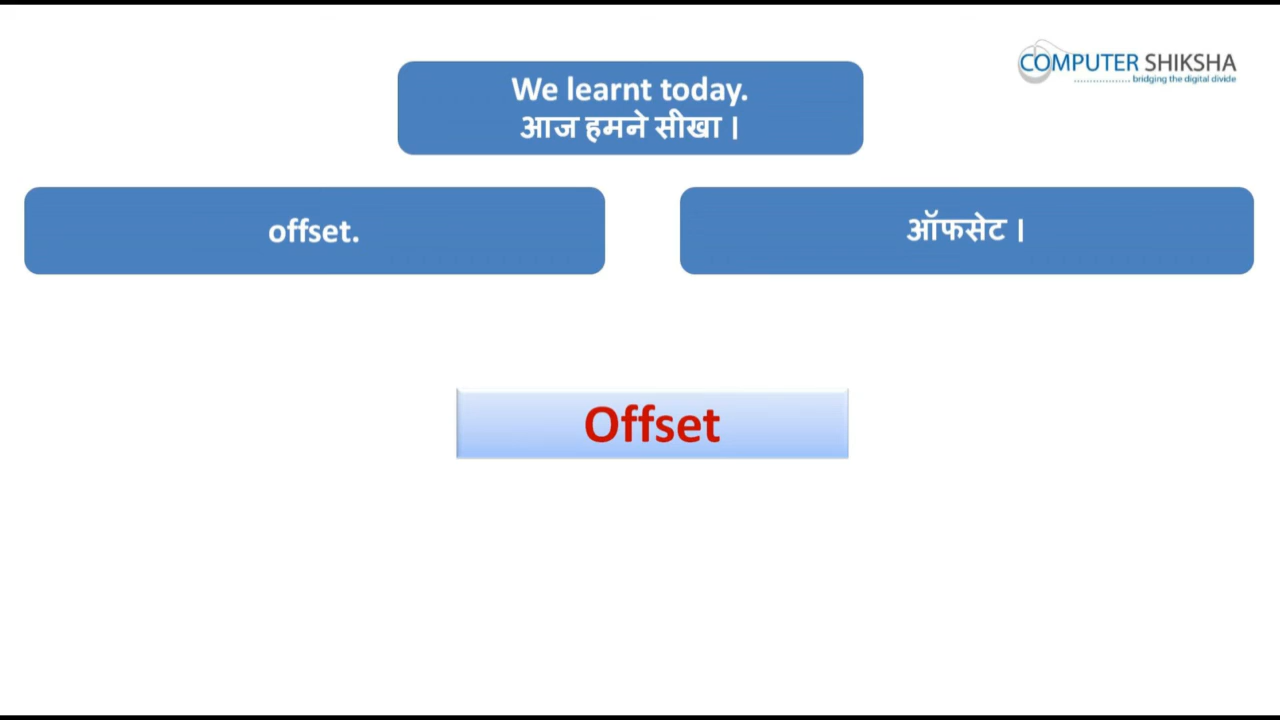 COMPUTER SHIKSHA
bridging the digital divide
We learnt today.
आज हमने सीखा ।
offset.
ऑफसेट ।
Offset